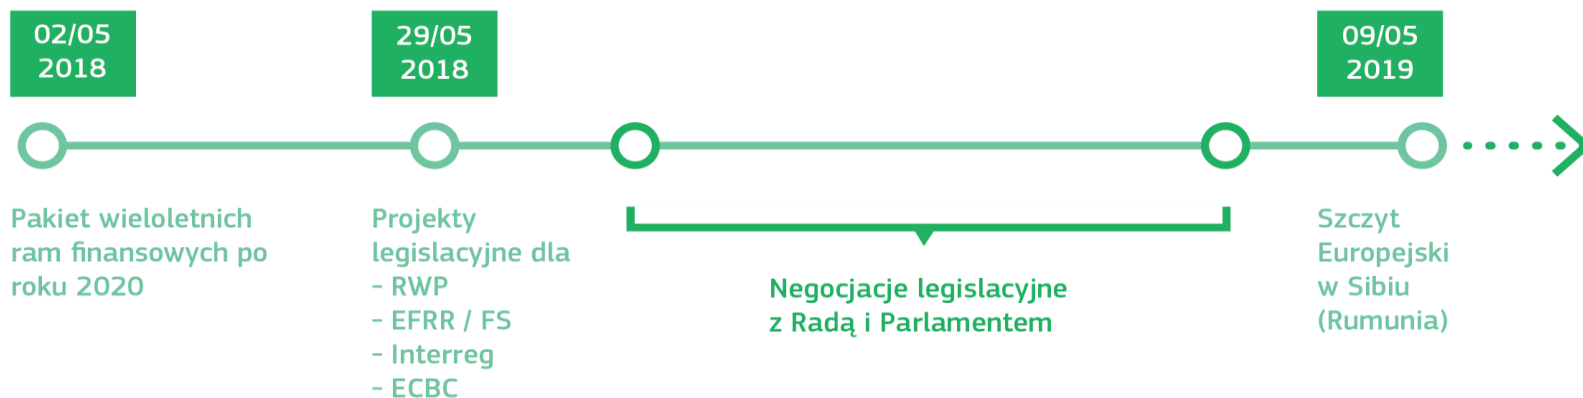 02/05
2018
29/05
2018
09/05
2019
Pakiet wieloletnich
ram finansowych po
roku 2020
Projekty
legislacyjne dla
- RWP
- EFRR / FS
- Interreg
- ECBC
Negocjacje legislacyjne
z Radą i Parlamentem
Szczyt
Europejski
w Sibiu
(Rumunia)